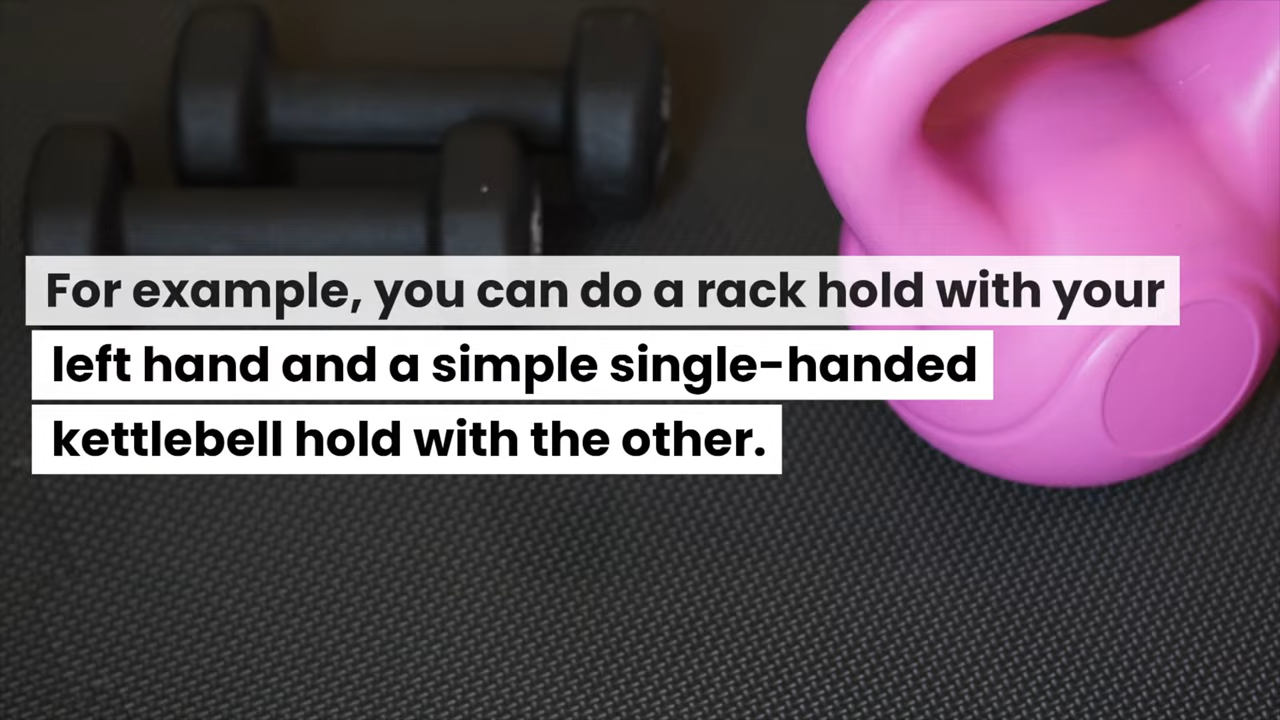 For example, you can do a rack hold with your
left hand and a simple single-handed
kettlebell hold with the other.